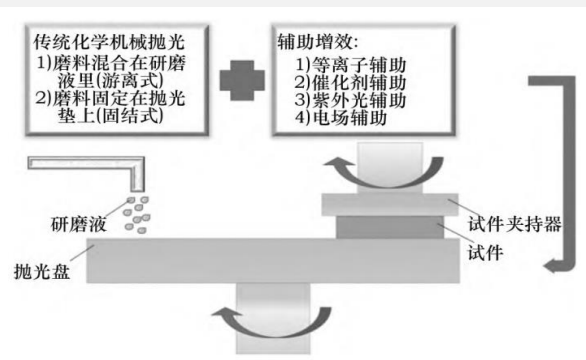 传统化学机械抛光
1)磨料混合在研磨
液里(游离式)
2)磨料固定在抛光
垫上(固结式)
辅助增效:
1)等离子辅助
2)催化剂辅助
3)紫外光辅助
4)电场辅助
研磨液
试件夹持器
试件
抛光盘